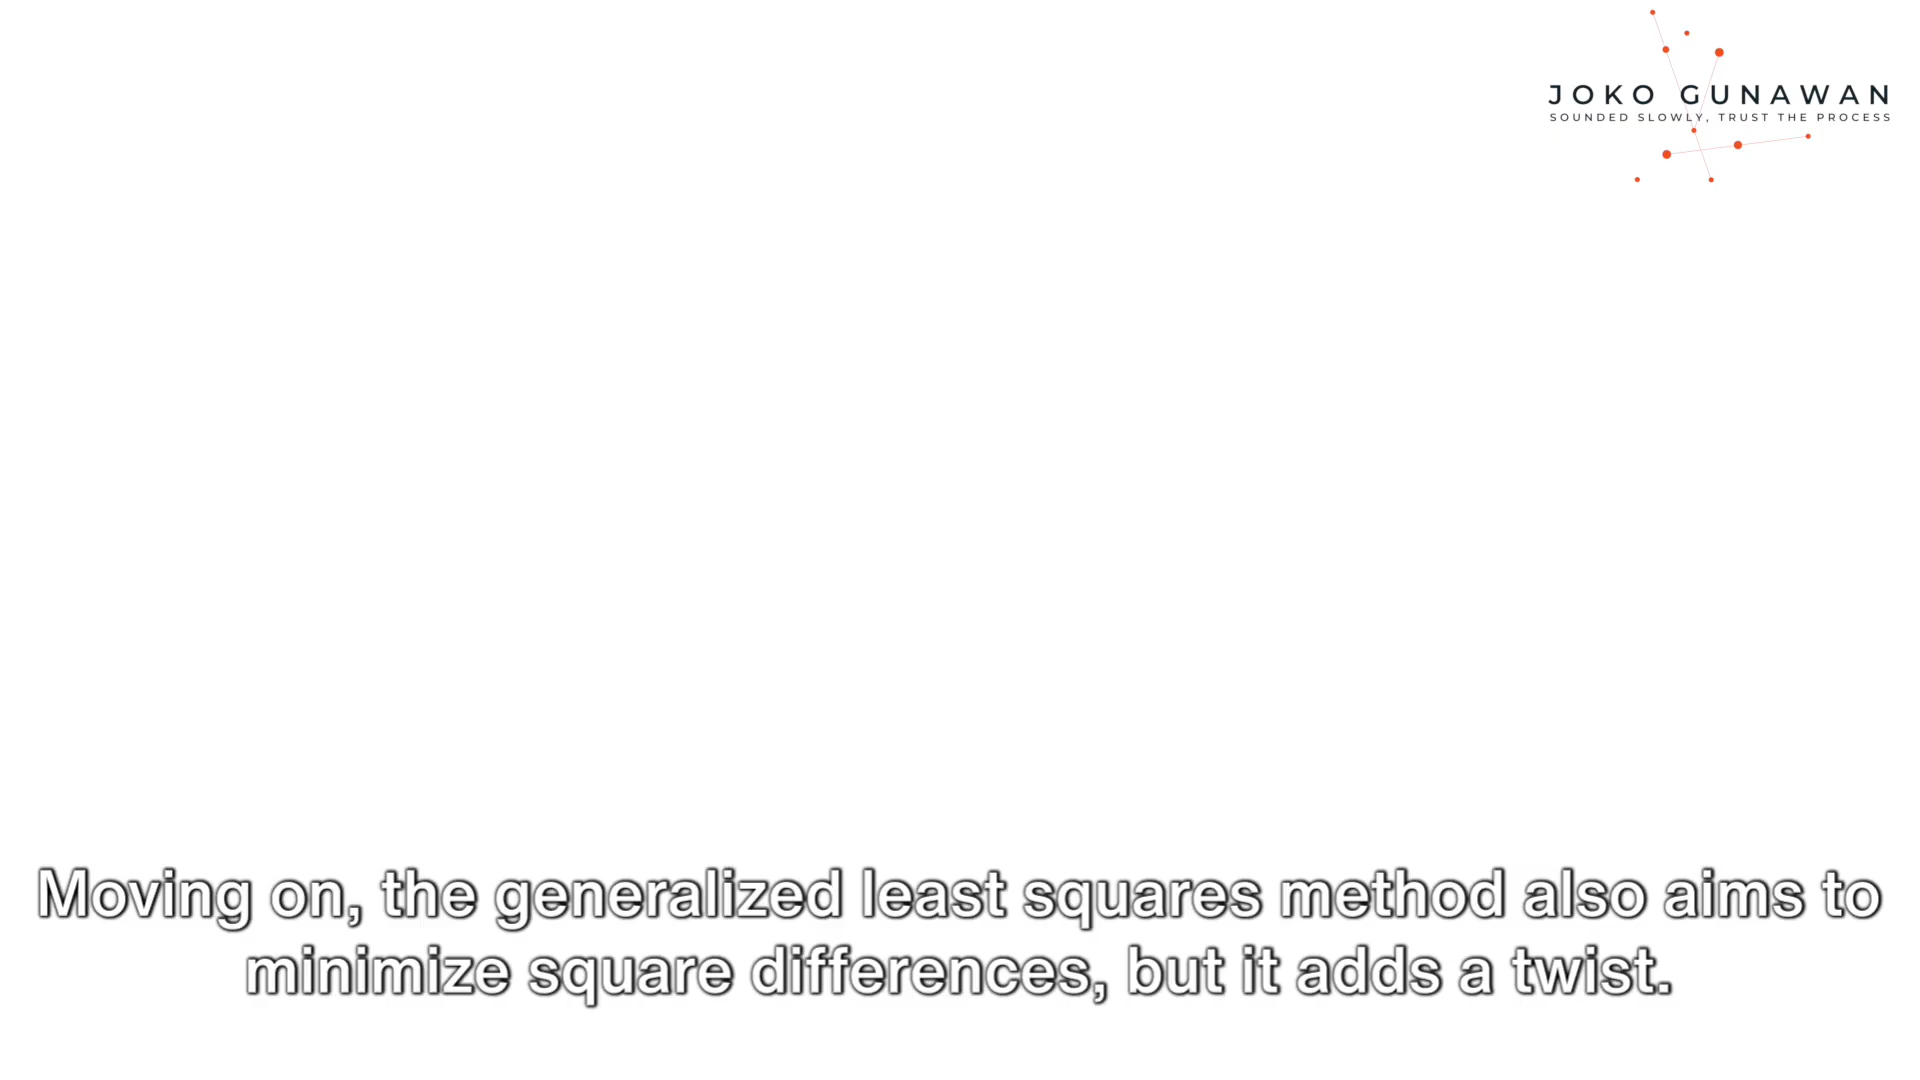 JOKO GUNAWAN
SOUNDED SLOWLY, TRUST THE PROCESS
Moving on, the generalized least squares method also aims to
minimize square differences, but it adds a twist.